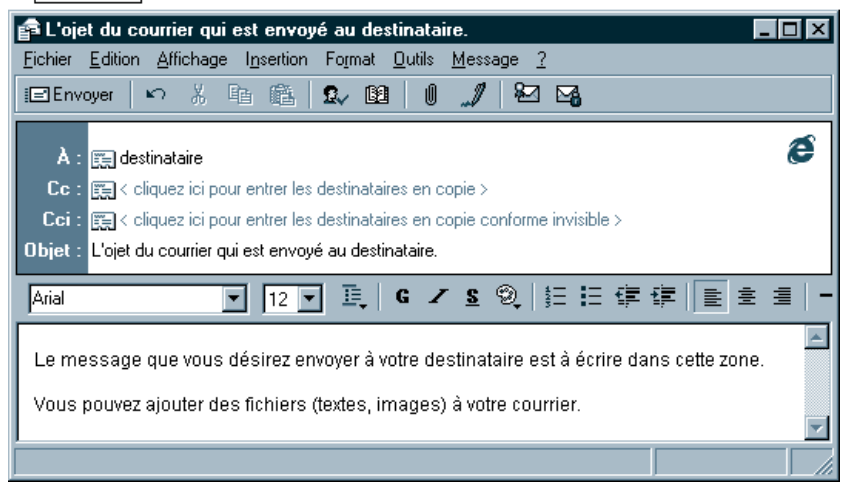 L'ojet du courrier qui est envoyé au destinataire.
Fichier Edition Affichage Insertion Format Outils Message ?
Envoyer
À : destinataire
Cc : < cliquez ici pour entrer les destinataires en copie >
Cci : < cliquez ici pour entrer les destinataires en copie conforme invisible >
Objet : L'ojet du courrier qui est envoyé au destinataire.
Arial 12 G I S
Le message que vous désirez envoyer à votre destinataire est à écrire dans cette zone.
Vous pouvez ajouter des fichiers (textes, images) à votre courrier.